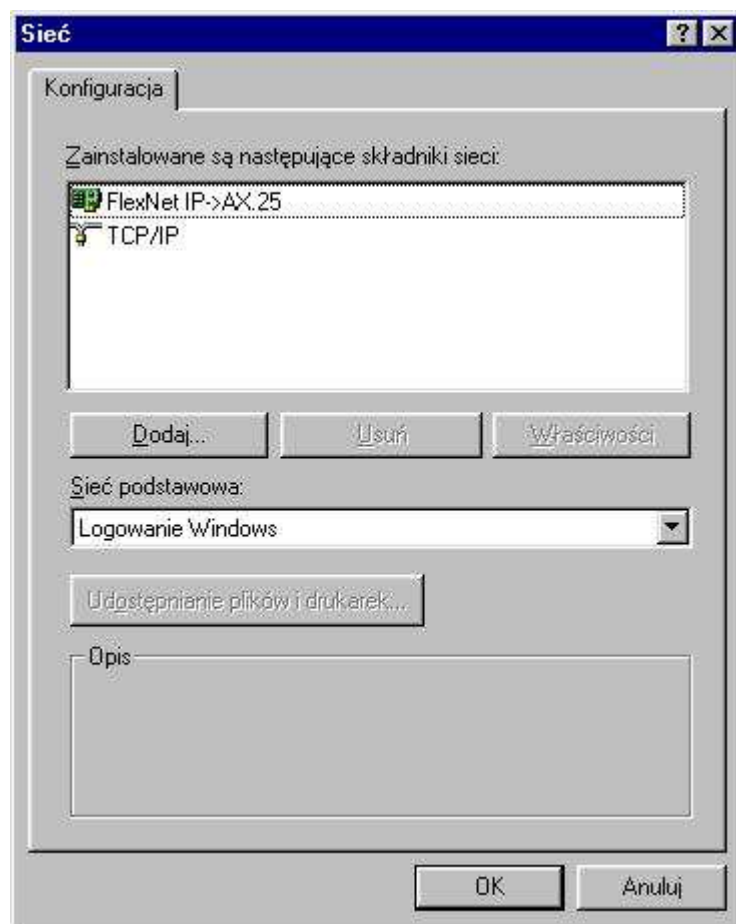 Sieć
Konfiguracja
Zainstalowane są następujące składniki sieci:
FlexNet IP->AX.25
TCP/IP
Dodaj... Usuń Właściwości
Sieć podstawowa:
Logowanie Windows
Udostępnianie plików i drukarek...
Opis
OK Anuluj